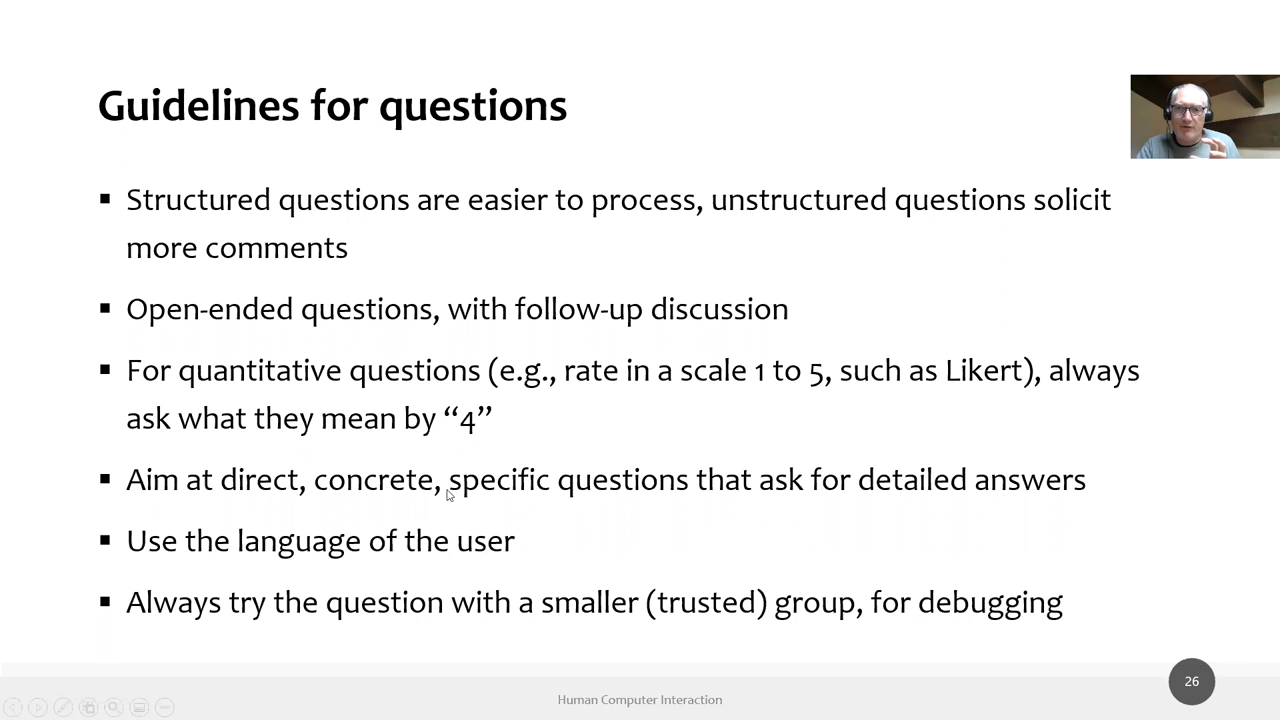 Guidelines for questions
▪ Structured questions are easier to process, unstructured questions solicit
more comments
▪ Open-ended questions, with follow-up discussion
▪ For quantitative questions (e.g., rate in a scale 1 to 5, such as Likert), always
ask what they mean by “4”
▪ Aim at direct, concrete, specific questions that ask for detailed answers
▪ Use the language of the user
▪ Always try the question with a smaller (trusted) group, for debugging
26
Human Computer Interaction